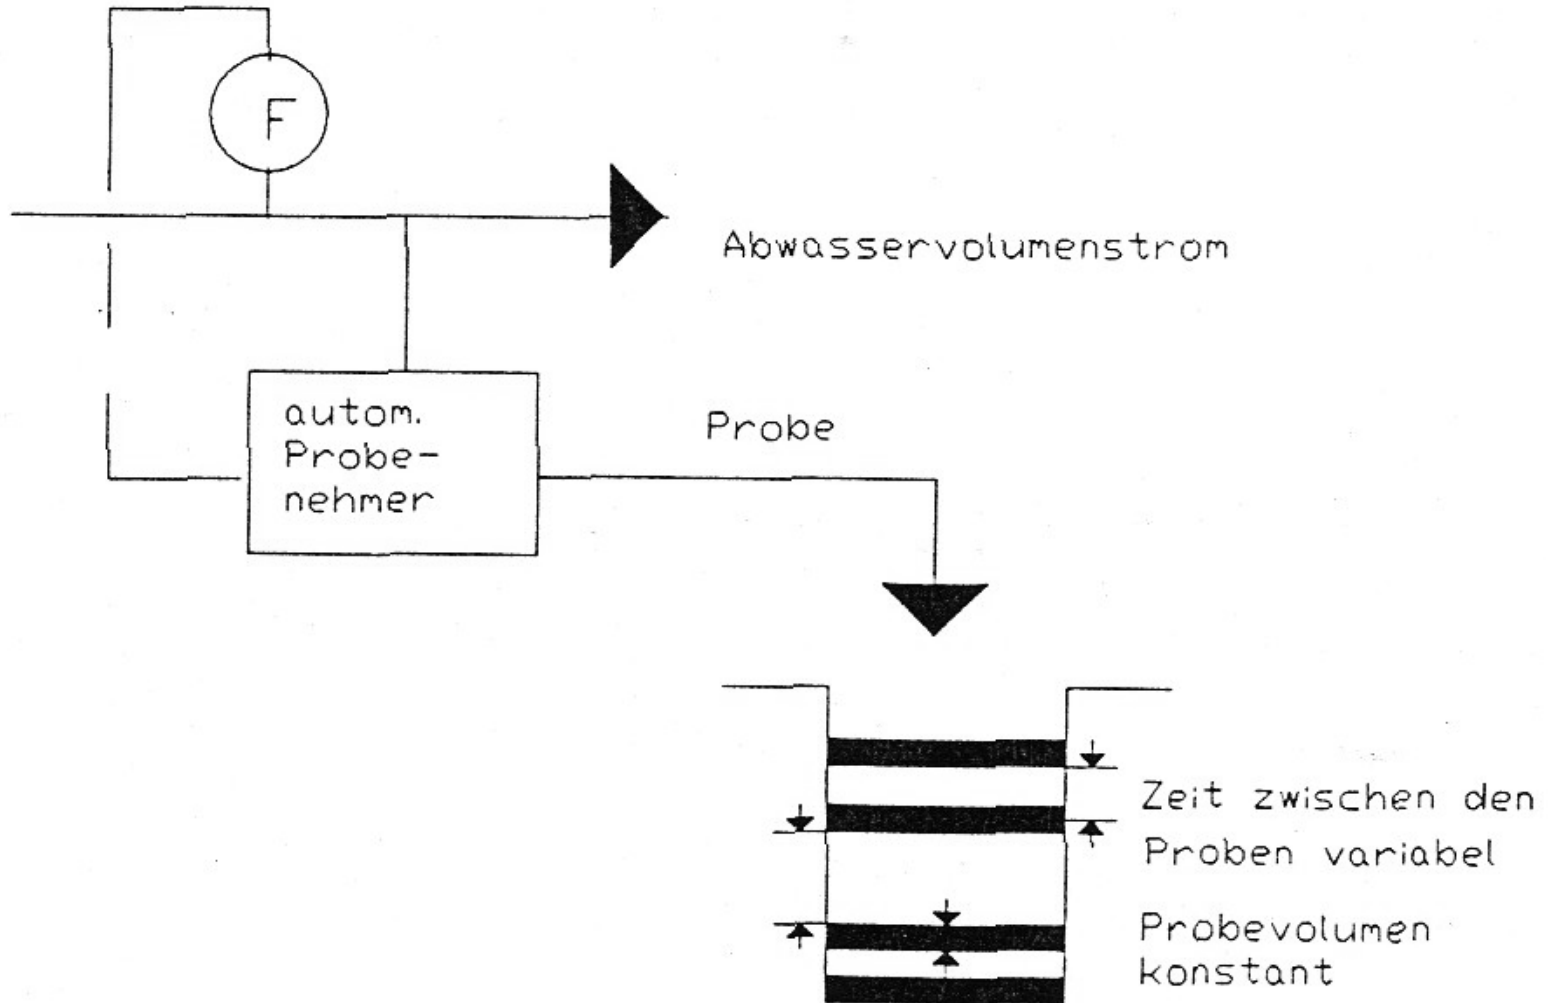 F
Abwasservolumenstrom
autom.
Probe-
nehmer
Probe
Zeit zwischen den
Proben variabel
Probevolumen
konstant